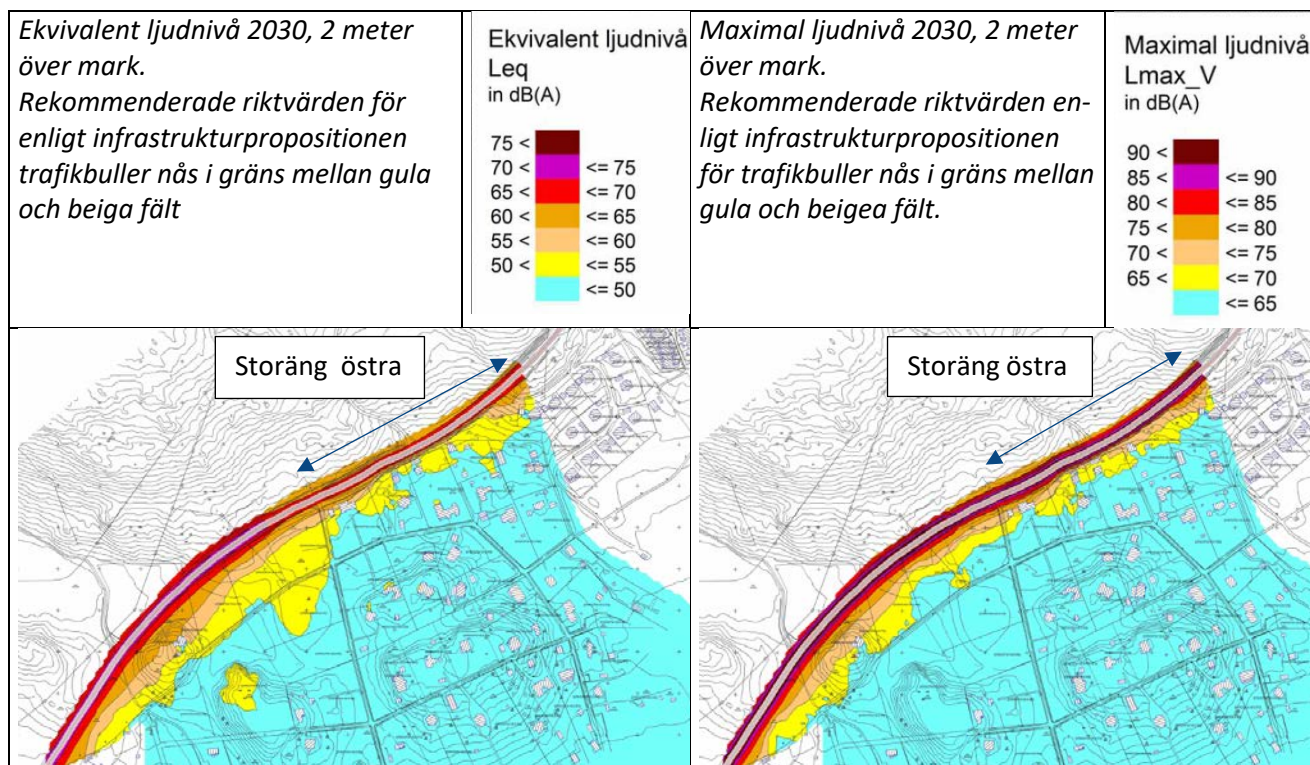 Ekvivalent ljudnivå 2030, 2 meter
över mark.
Rekommenderade riktvärden för
enligt infrastrukturpropositionen
trafikbuller nås i gräns mellan gula
och beiga fält
Ekvivalent ljudnivå
Leq
in dB(A)
75 <
70 < <= 75
65 < <= 70
60 < <= 65
55 < <= 60
50 < <= 55
<= 50
Maximal ljudnivå 2030, 2 meter
över mark.
Rekommenderade riktvärden en-
ligt infrastrukturpropositionen
för trafikbuller nås i gräns mellan
gula och beigea fält.
Maximal ljudnivå
Lmax_V
in dB(A)
90 <
85 < <= 90
80 < <= 85
75 < <= 80
70 < <= 75
65 < <= 70
<= 65
Storäng östra
Storäng östra